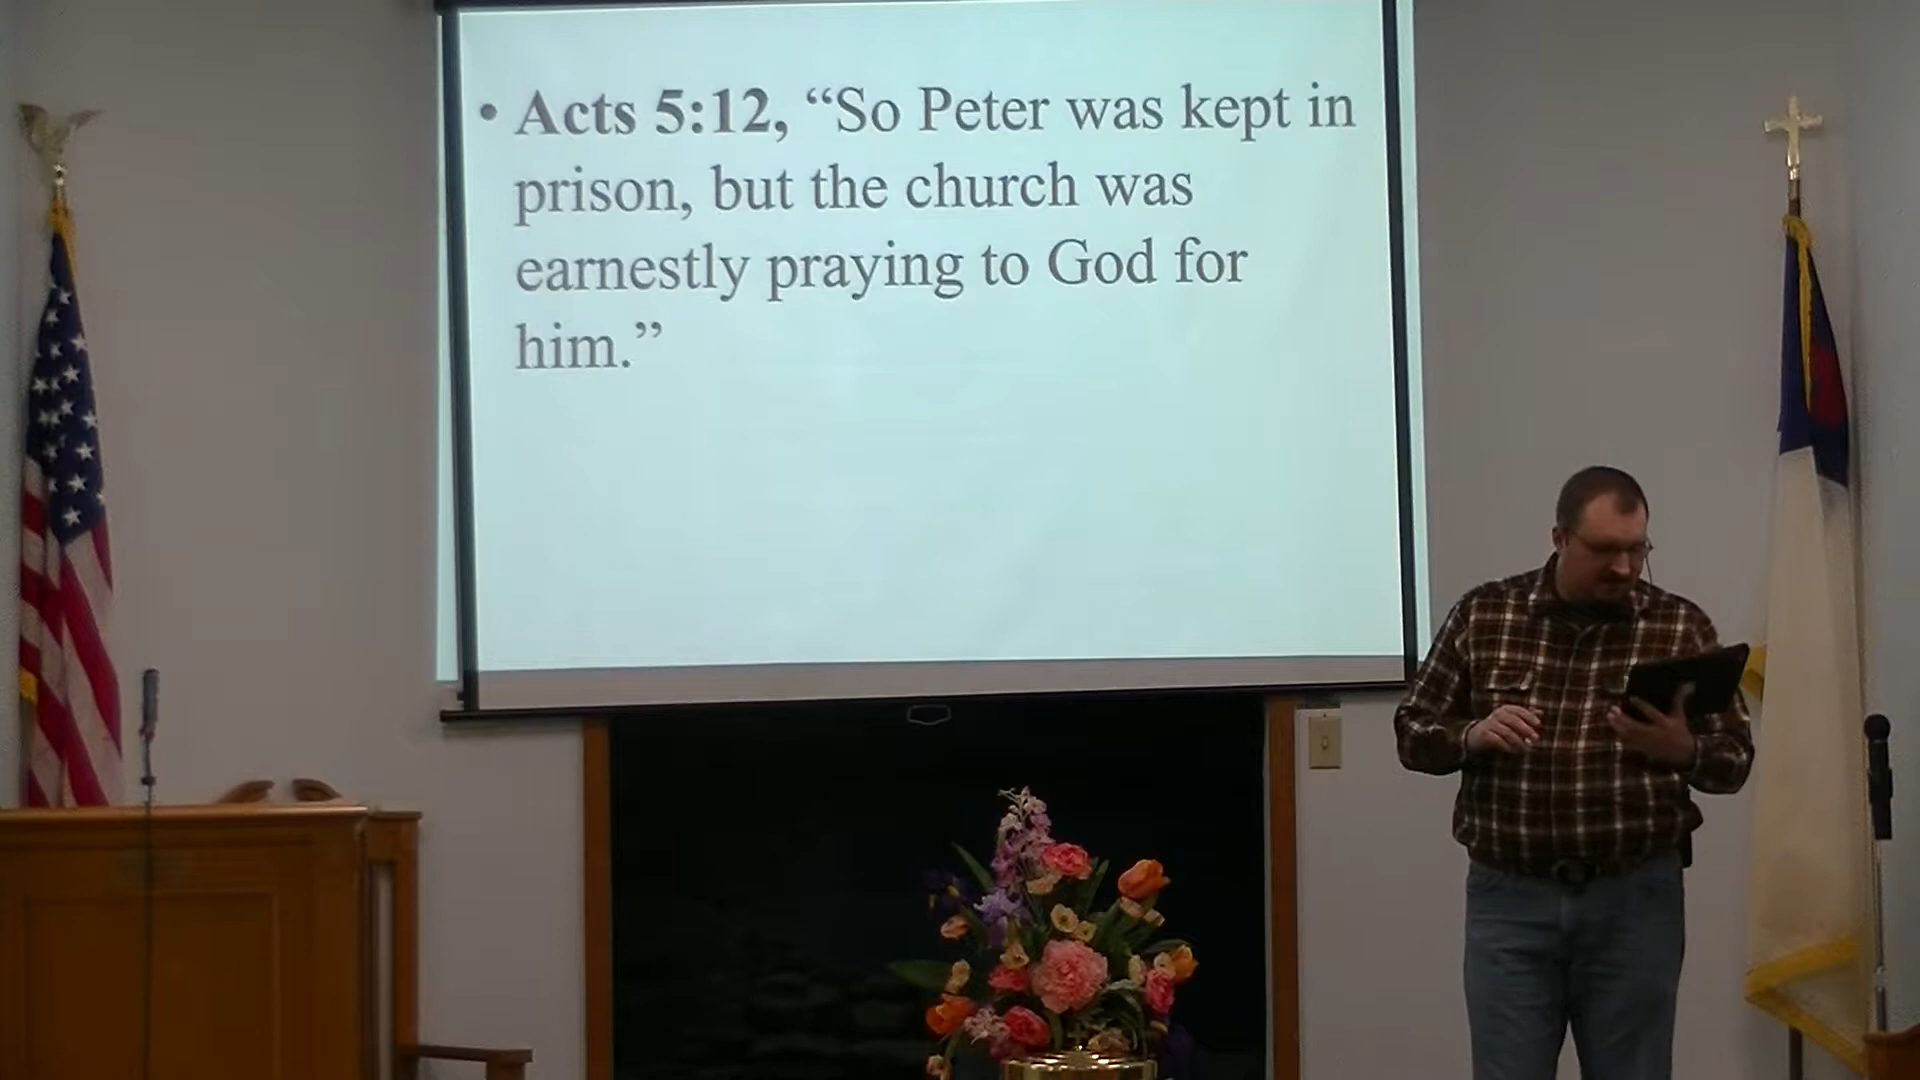 • Acts 5:12, “So Peter was kept in
prison, but the church was
earnestly praying to God for
him.”